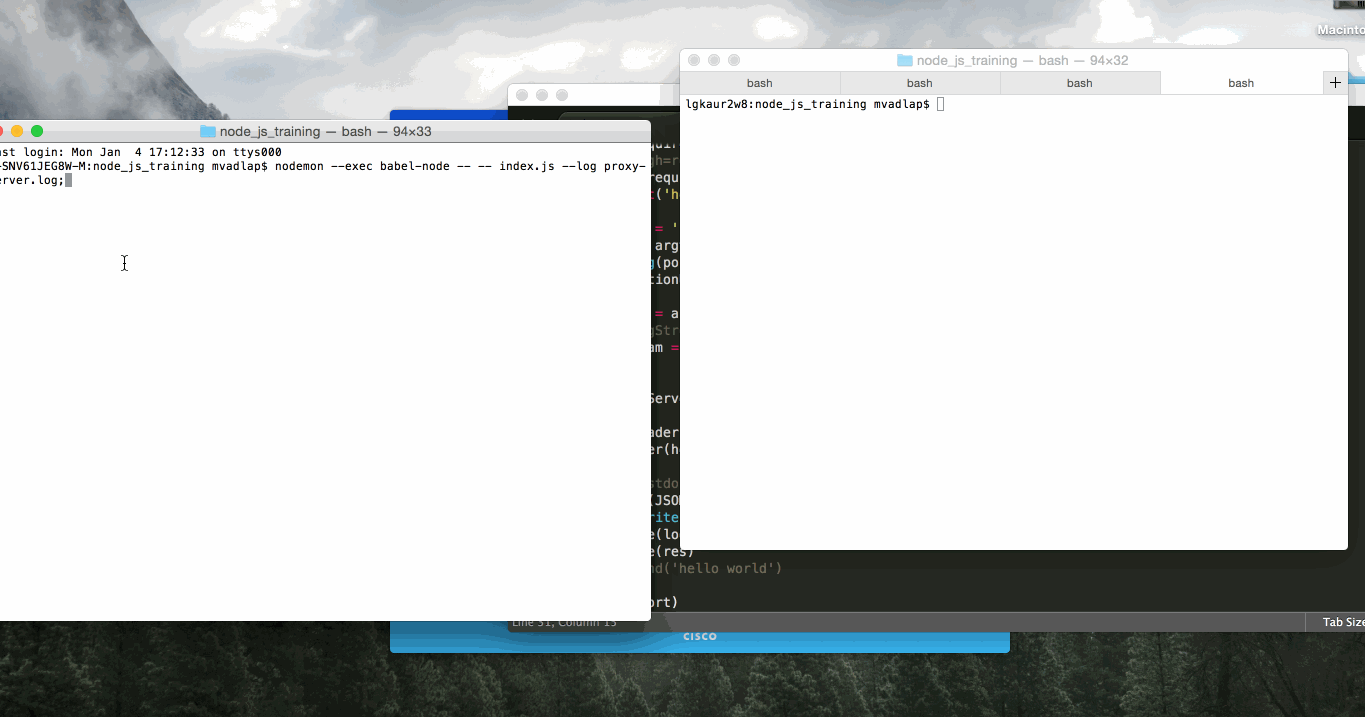 Macinto
node_js_training — bash — 94×32
bash
bash
bash
bash
+
lgkaur2w8:node_js_training mvadlap$
node_js_training — bash — 94×33
ast login: Mon Jan  4 17:12:33 on ttys000
-SNV61JEG8W-M:node_js_training mvadlap$ nodemon --exec babel-node -- -- index.js --log proxy-
erver.log;
requ
('h
= '
arg
g(po
tion
= a
gStr
am =
Serv
ader
er(h
stdo
(JSO
rite
e(lo
e(res)
nd('hello world')
ort)
Line 31, Column 13
Tab Size
cisco